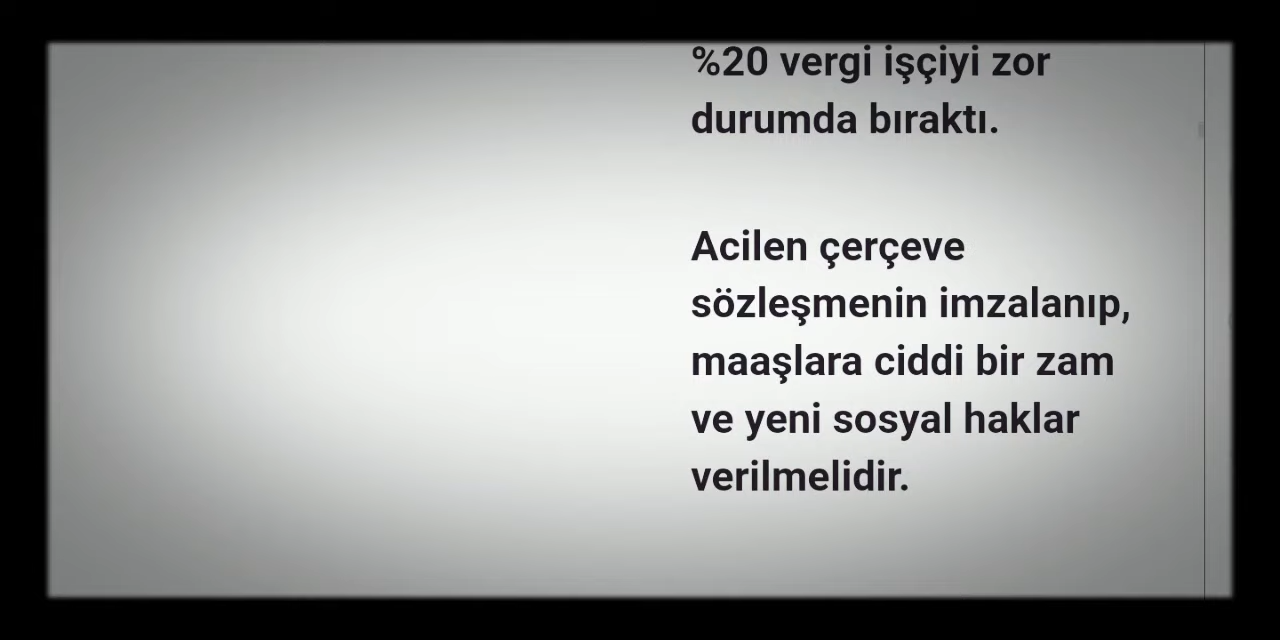 %20 vergi işçiyi zor
durumda bıraktı.
Acilen çerçeve
sözleşmenin imzalanıp,
maaşlara ciddi bir zam
ve yeni sosyal haklar
verilmelidir.